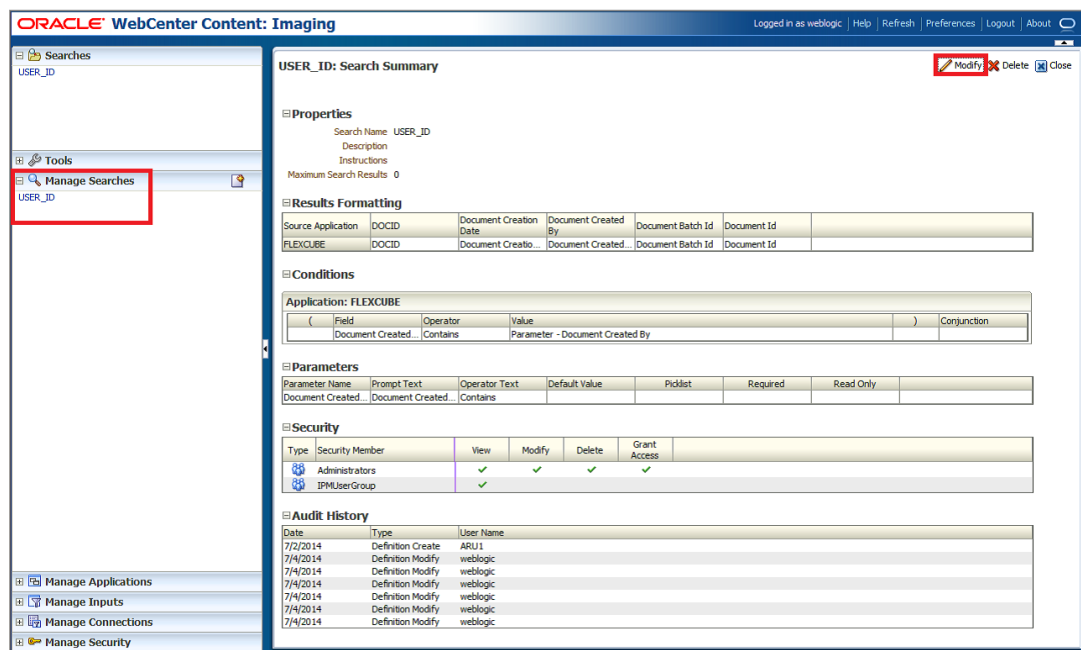 ORACLE WebCenter Content: Imaging
Logged in as weblogic | Help | Refresh | Preferences | Logout | About
Searches
USER_ID
Tools
Manage Searches
USER_ID
Manage Applications
Manage Inputs
Manage Connections
Manage Security
USER_ID: Search Summary
Modify Delete Close
Properties
Search Name USER_ID
Description
Instructions
Maximum Search Results 0
Results Formatting
Source Application DOCID Document Creation Date Document Created By Document Batch Id Document Id
FLEXCUBE DOCID Document Creatio... Document Created... Document Batch Id Document Id
Conditions
Application: FLEXCUBE
( Field Operator Value ) Conjunction
Document Created... Contains Parameter - Document Created By
Parameters
Parameter Name Prompt Text Operator Text Default Value Picklist Required Read Only
Document Created... Document Created... Contains
Security
Type Security Member View Modify Delete Grant Access
Administrators
IPMUserGroup
Audit History
Date Type User Name
7/2/2014 Definition Create ARU1
7/4/2014 Definition Modify weblogic
7/4/2014 Definition Modify weblogic
7/4/2014 Definition Modify weblogic
7/4/2014 Definition Modify weblogic
7/4/2014 Definition Modify weblogic
7/4/2014 Definition Modify weblogic